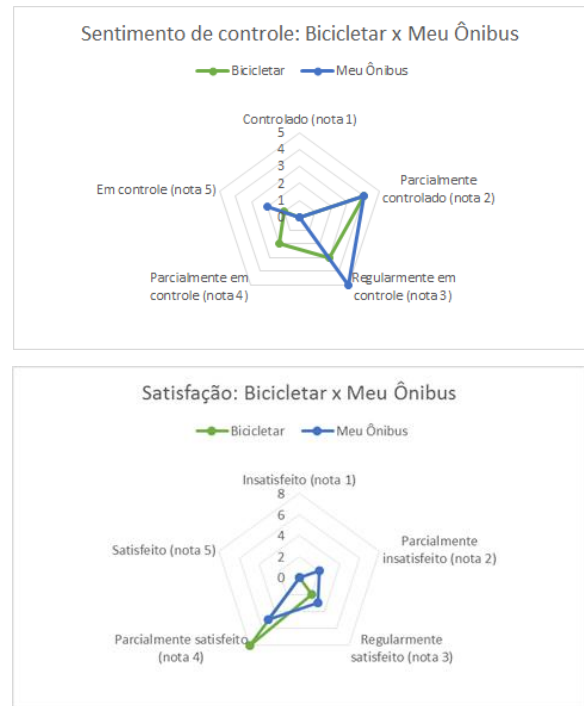 Sentimento de controle: Bicicletar x Meu Ônibus
Bicicletar Meu Ônibus
Controlado (nota 1)
5
4
3
2
1
0
Parcialmente
controlado (nota 2)
Em controle (nota 5)
Parcialmente em
controle (nota 4)
Regularmente em
controle (nota 3)
Satisfação: Bicicletar x Meu Ônibus
Bicicletar Meu Ônibus
Insatisfeito (nota 1)
8
6
4
2
0
Parcialmente
insatisfeito (nota 2)
Satisfeito (nota 5)
Parcialmente satisfeito
(nota 4)
Regularmente
satisfeito (nota 3)